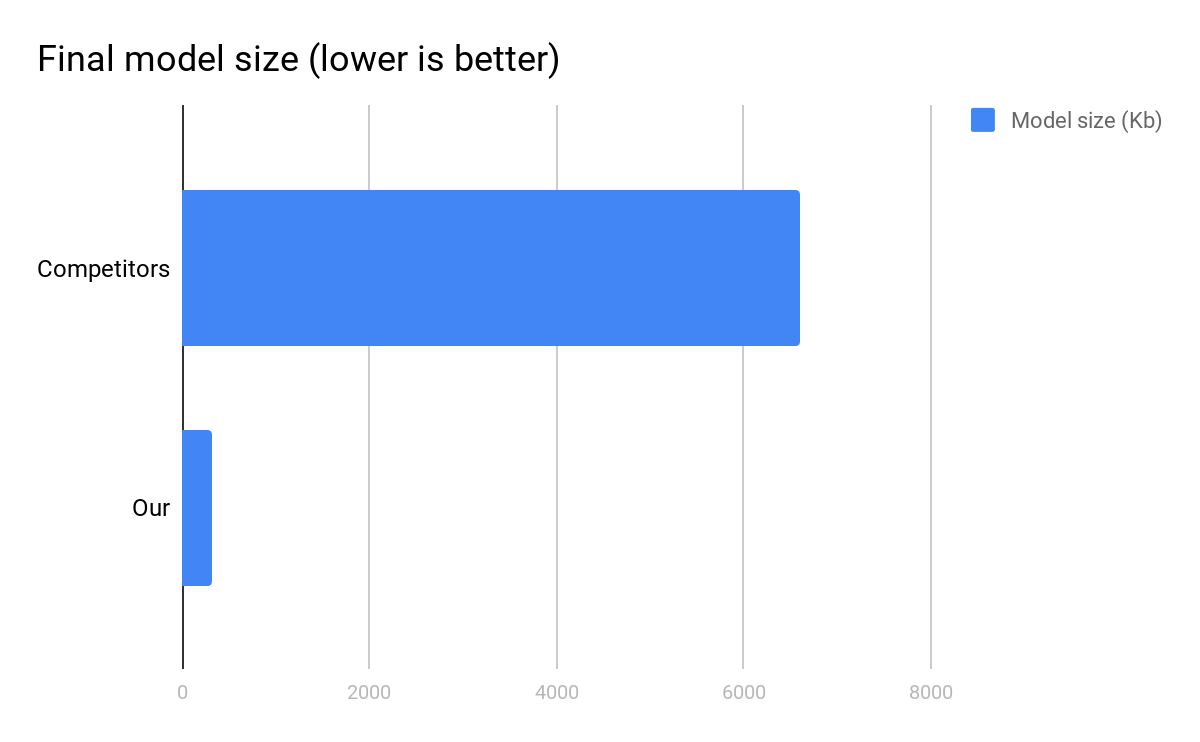 Final model size (lower is better)
Model size (Kb)
Competitors
Our
0 2000 4000 6000 8000